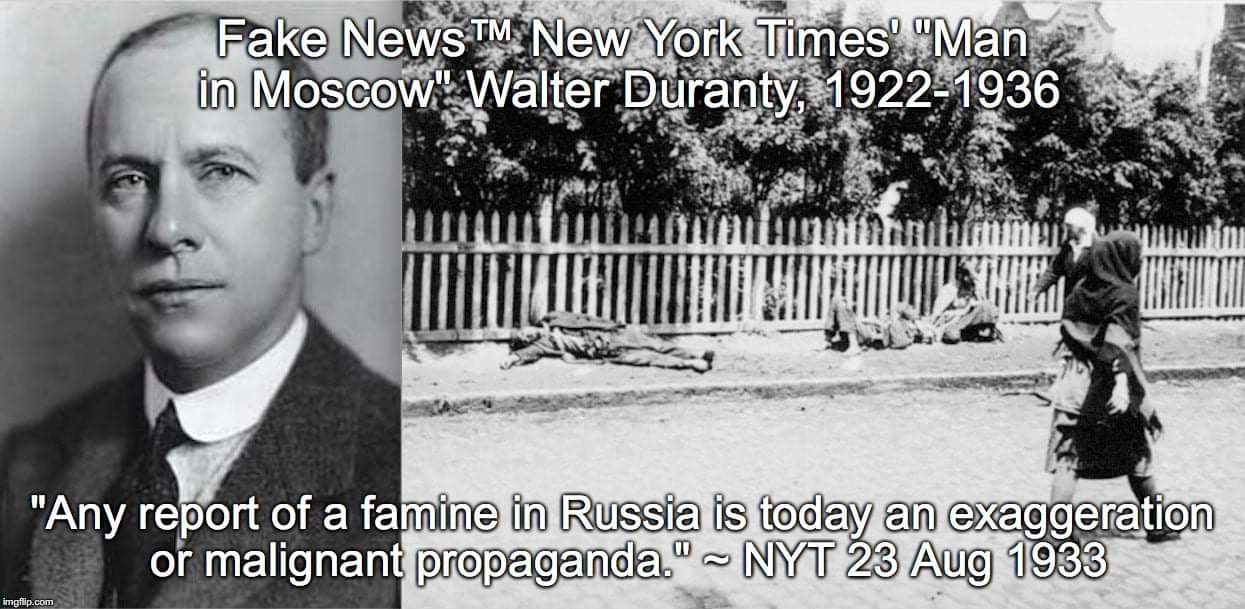 Fake News™ New York Times' "Man
in Moscow" Walter Duranty, 1922-1936
"Any report of a famine in Russia is today an exaggeration
or malignant propaganda." ~ NYT 23 Aug 1933
imgflip.com